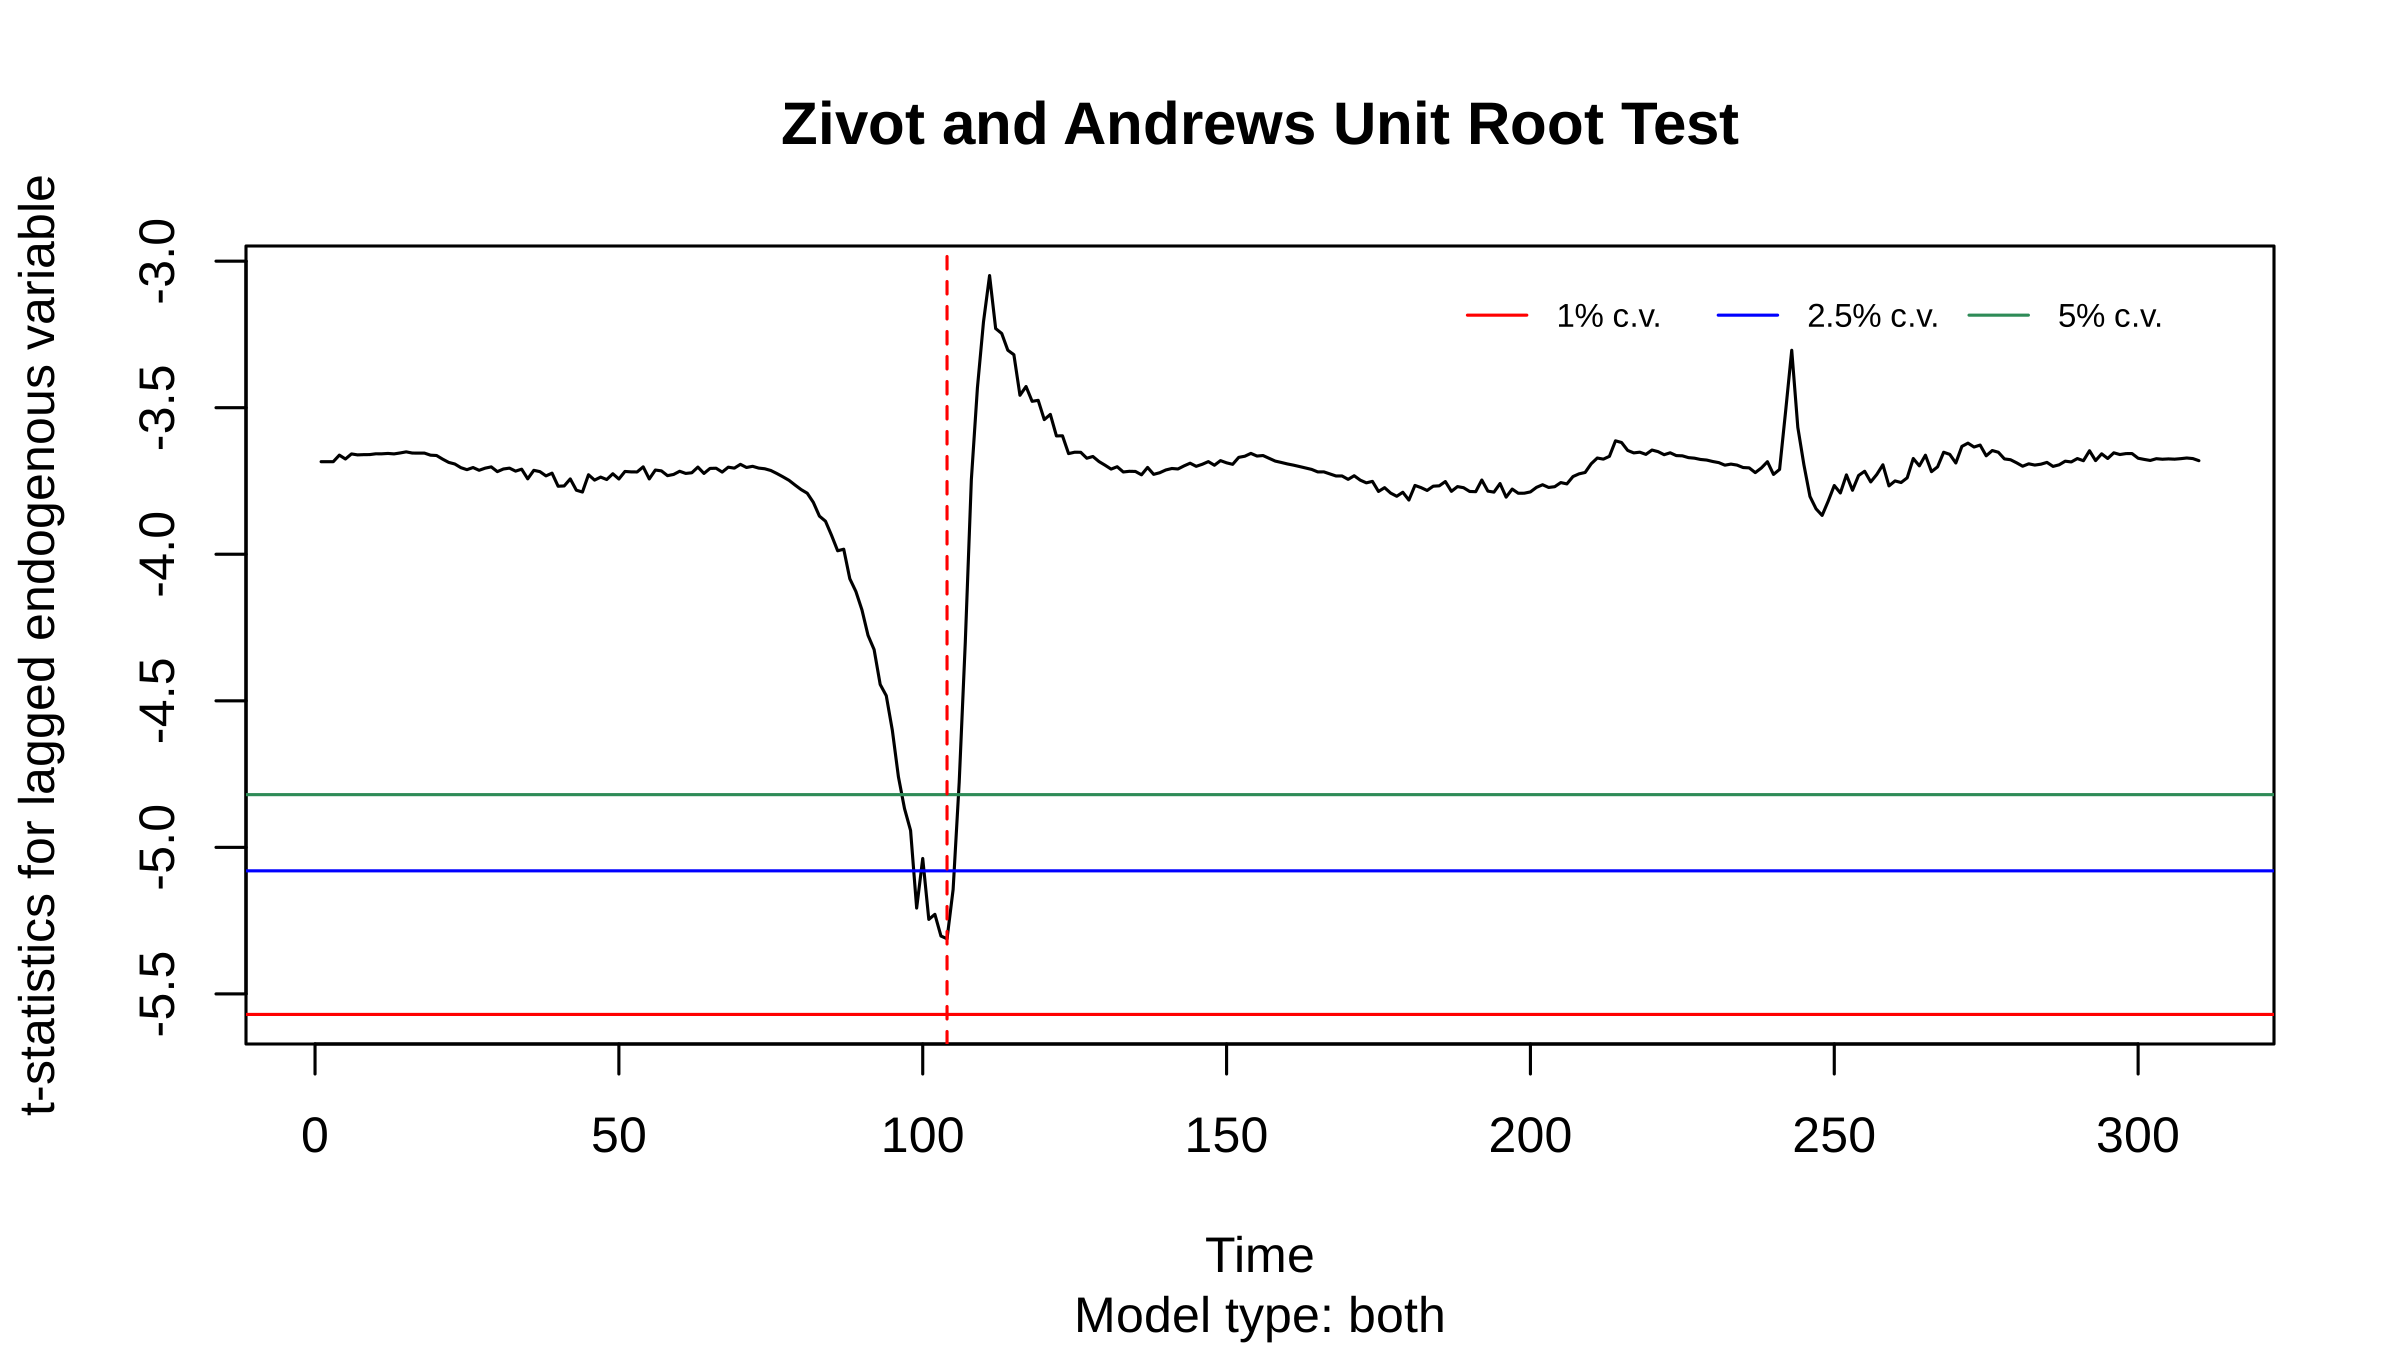 Zivot and Andrews Unit Root Test
t-statistics for lagged endogenous variable
-3.0
-3.5
-4.0
-4.5
-5.0
-5.5
1% c.v. 2.5% c.v. 5% c.v.
0 50 100 150 200 250 300
Time
Model type: both